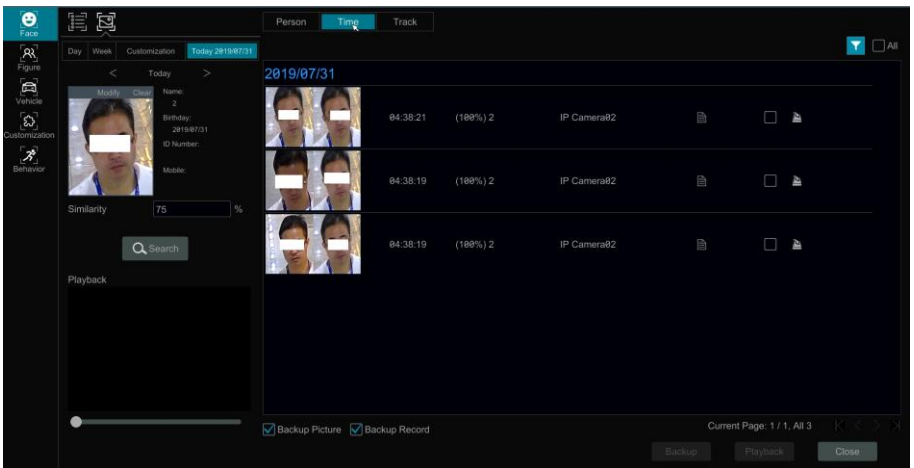 Face
Figure
Vehicle
Customization
Behavior
Day Week Customization Today 2019/07/31
< Today >
Modify Clear
Name:
2
Birthday:
2019/07/31
ID Number:
Mobile:
Similarity 75 %
Search
Playback
Person Time Track
All
2019/07/31
04:38:21 (100%) 2 IP Camera02
04:38:19 (100%) 2 IP Camera02
04:38:19 (100%) 2 IP Camera02
Backup Picture Backup Record
Current Page: 1 / 1, All 3
Backup Playback Close